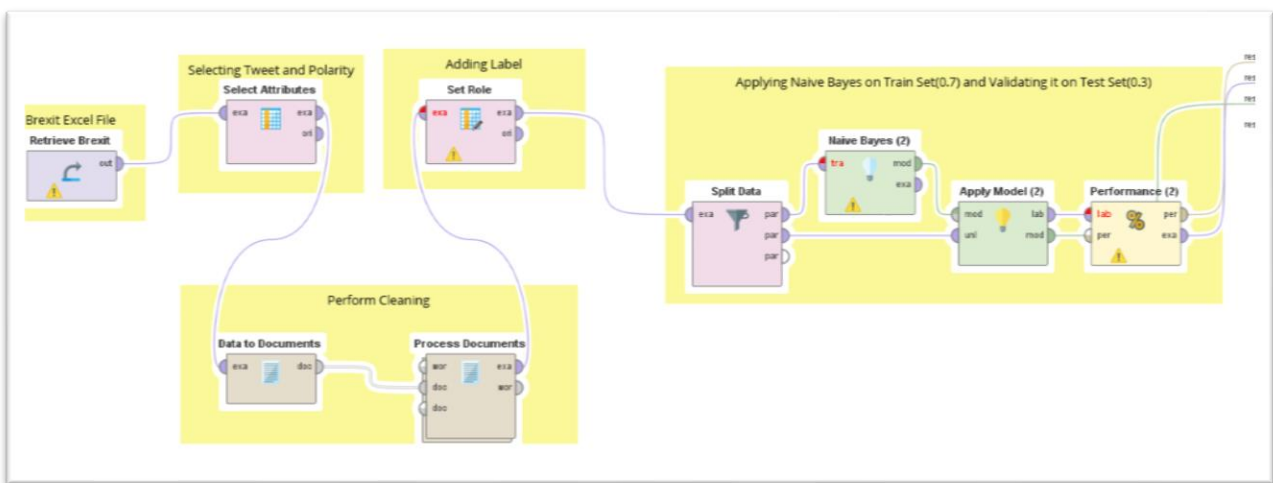 Brexit Excel File
Retrieve Brexit
out
Selecting Tweet and Polarity
Select Attributes
exa exa
ori
Adding Label
Set Role
exa exa
ori
Perform Cleaning
Data to Documents
exa doc
Process Documents
wor exa
doc wor
doc
Applying Naive Bayes on Train Set(0.7) and Validating it on Test Set(0.3)
Split Data
exa par
par
par
Naive Bayes (2)
tra mod
exa
Apply Model (2)
mod lab
unl mod
Performance (2)
lab per
per exa
res
res
res
res